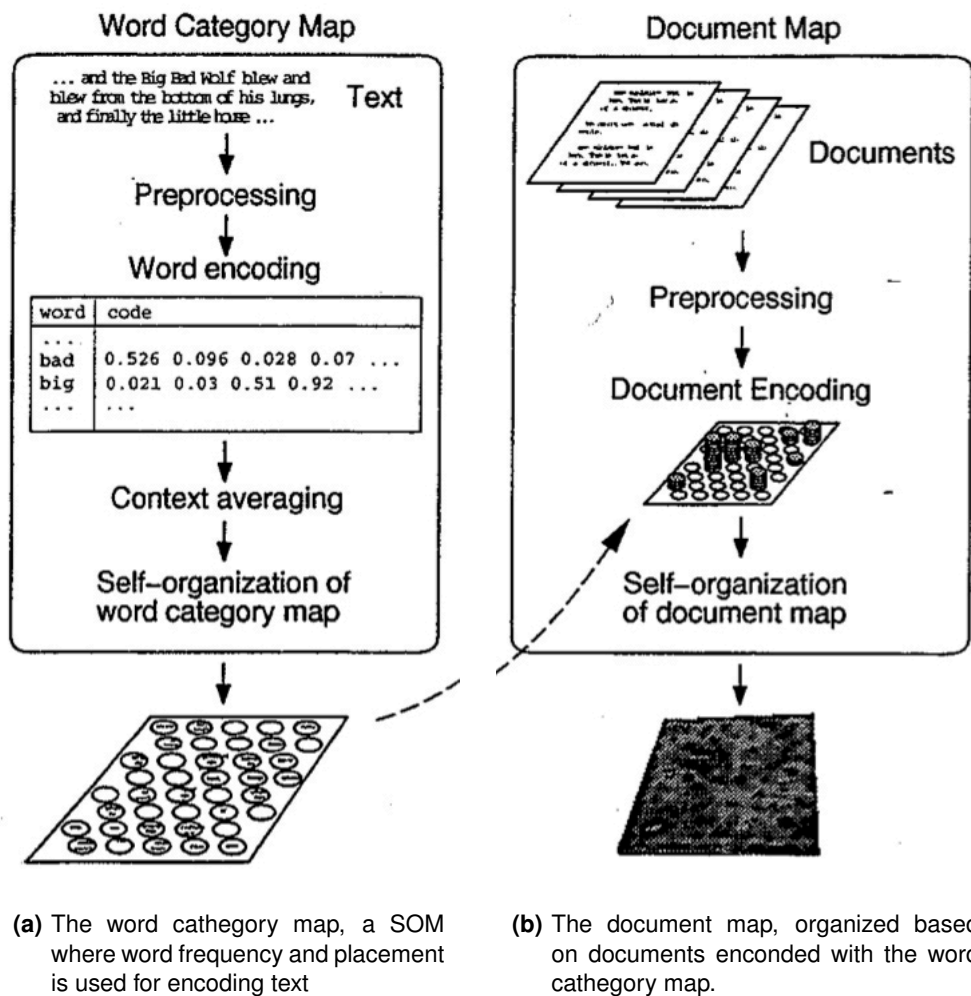 Word Category Map
... and the Big Bad Wolf blew and
blew from the bottom of his lungs,
and finally the little house ...
Text
Preprocessing
Word encoding
word code
....
bad 0.526 0.096 0.028 0.07 ...
big 0.021 0.03 0.51 0.92 ...
... ...
Context averaging
Self-organization of
word category map
(a) The word cathegory map, a SOM
where word frequency and placement
is used for encoding text
Document Map
Documents
Preprocessing
Document Encoding
Self-organization
of document map
(b) The document map, organized based
on documents enconded with the word
cathegory map.